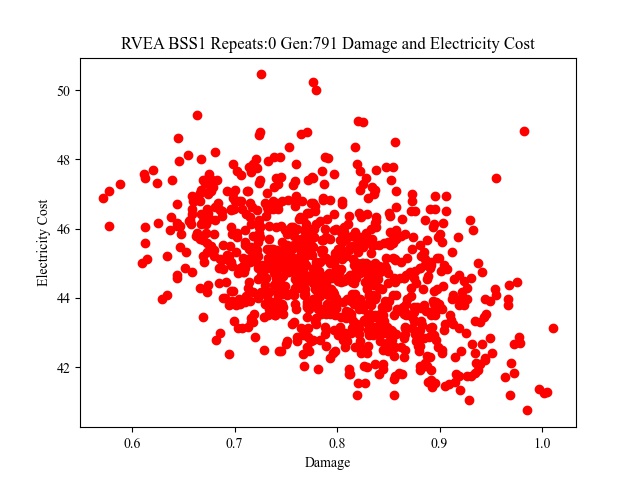 RVEA BSS1 Repeats:0 Gen:791 Damage and Electricity Cost
50
48
46
44
42
Electricity Cost
0.6 0.7 0.8 0.9 1.0
Damage